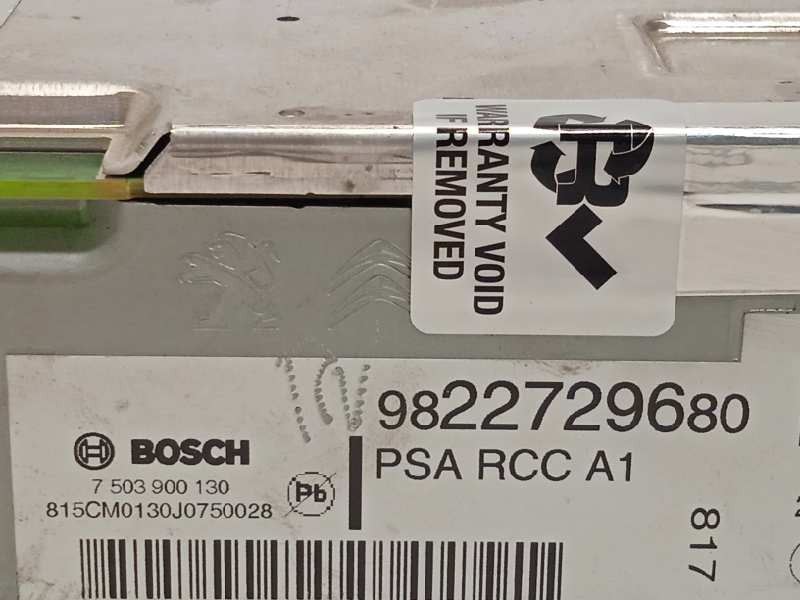 WARRANTY VOID
IF REMOVED
R
9822729680
PSA RCC A1
BOSCH
7 503 900 130
815CM0130J0750028
Pb
817